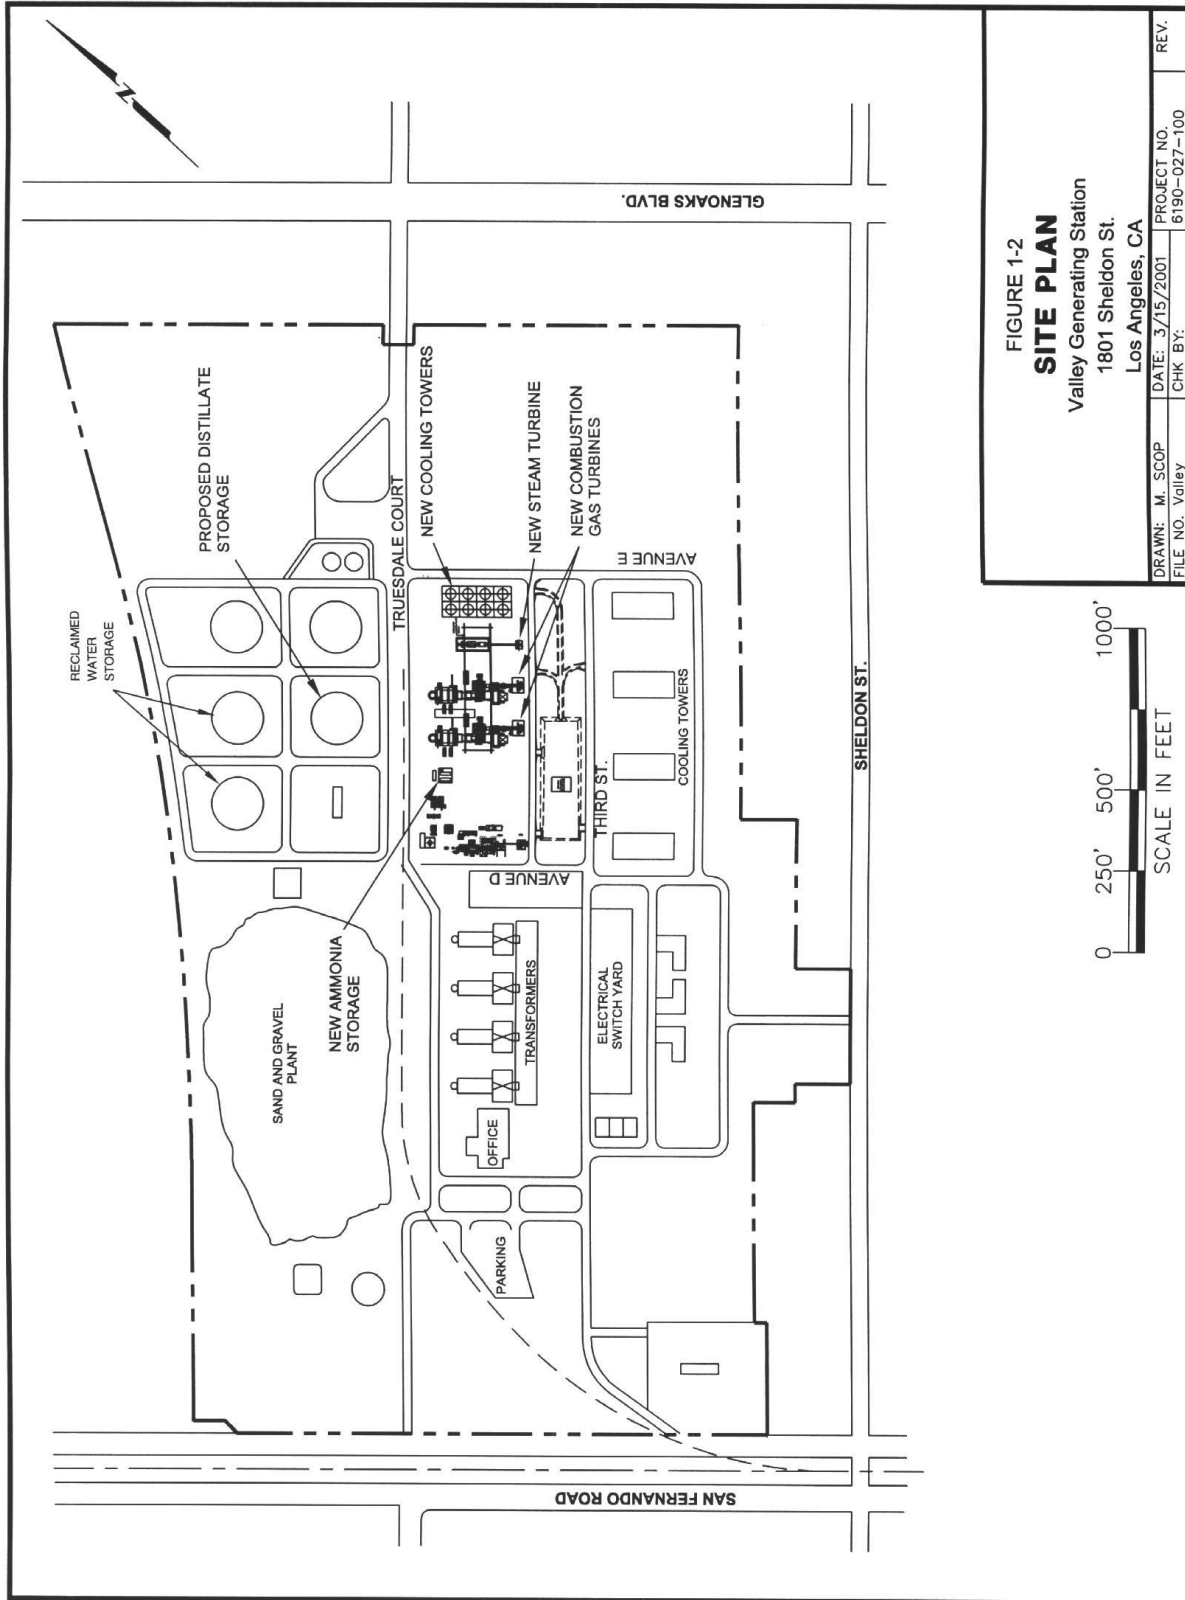 N
GLENOAKS BLVD.
RECLAIMED
WATER
STORAGE
PROPOSED DISTILLATE
STORAGE
TRUESDALE COURT
NEW COOLING TOWERS
NEW STEAM TURBINE
NEW COMBUSTION
GAS TURBINES
AVENUE E
COOLING TOWERS
THIRD ST.
AVENUE D
NEW AMMONIA
STORAGE
SAND AND GRAVEL
PLANT
TRANSFORMERS
ELECTRICAL
SWITCH YARD
OFFICE
PARKING
SHELDON ST.
SAN FERNANDO ROAD
0 250' 500' 1000'
SCALE IN FEET
FIGURE 1-2
SITE PLAN
Valley Generating Station
1801 Sheldon St.
Los Angeles, CA
DRAWN: M. SCOP
DATE: 3/15/2001
PROJECT NO.
6190-027-100
REV.
FILE NO. Valley
CHK BY: